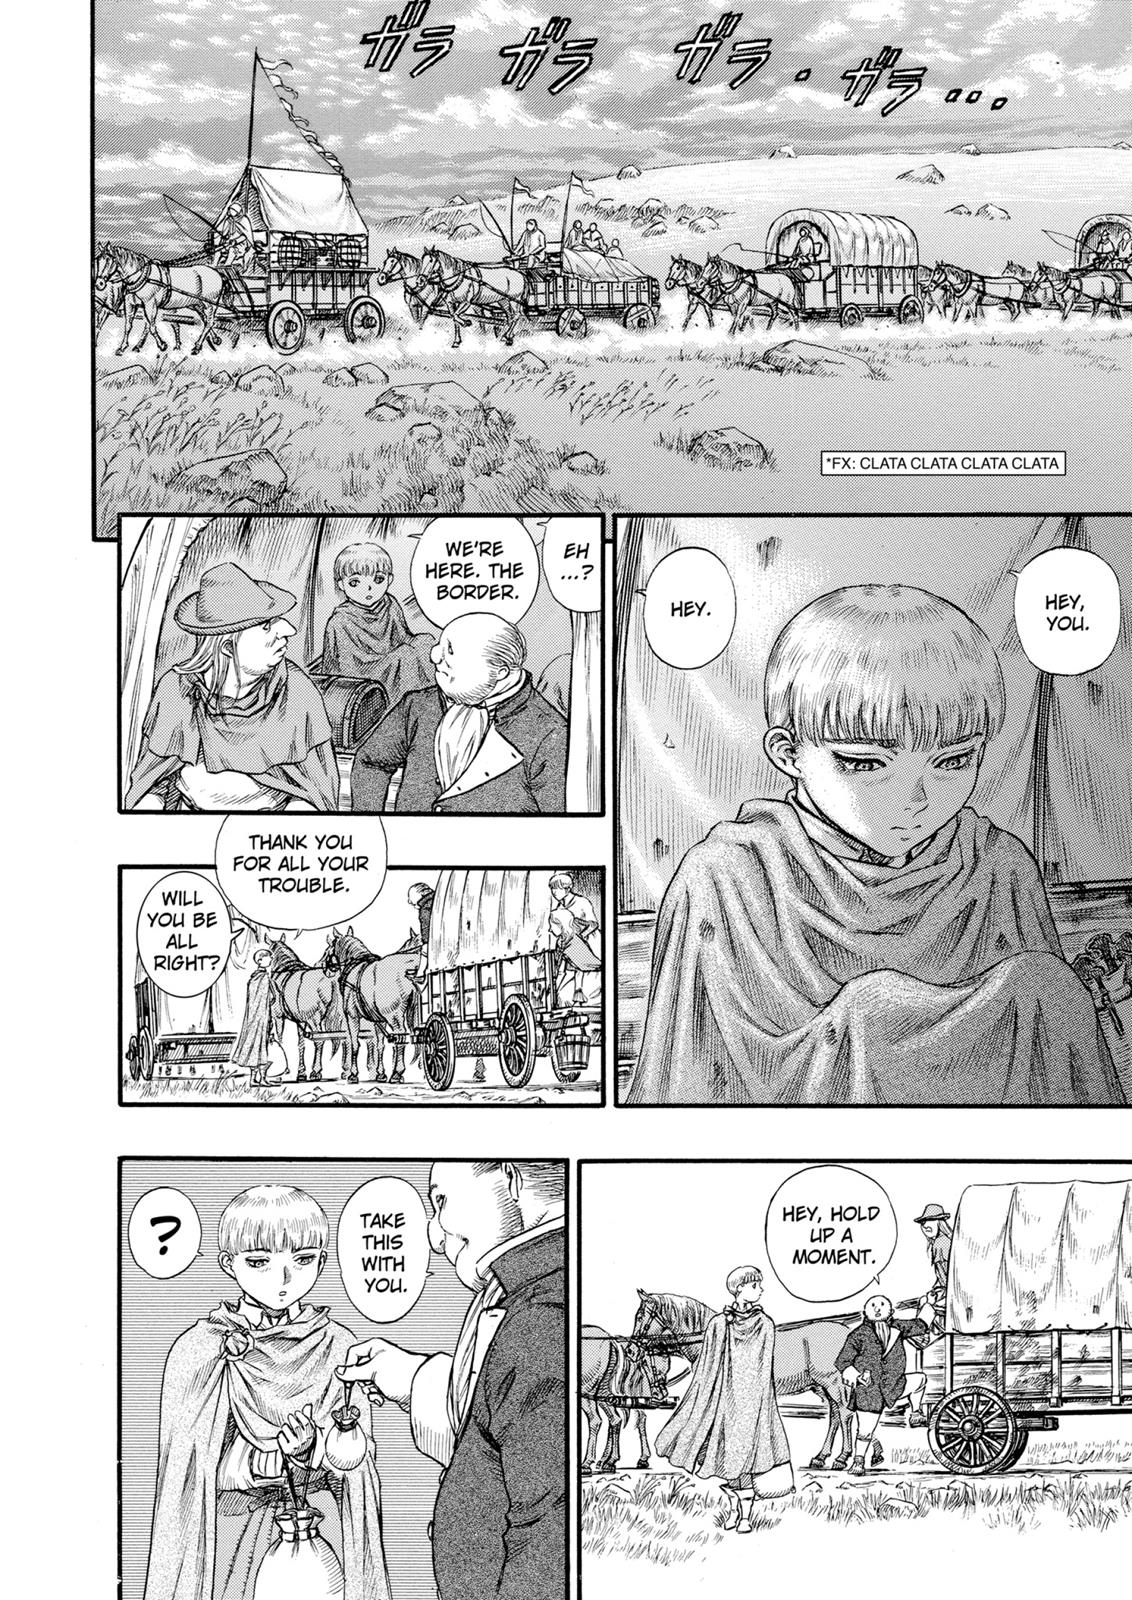 ガラ ガラ ガラ・ガラ...
*FX: CLATA CLATA CLATA CLATA
HEY,
YOU.
HEY.
EH
...?
WE'RE
HERE. THE
BORDER.
THANK YOU
FOR ALL YOUR
TROUBLE.
WILL
YOU BE
ALL
RIGHT?
HEY, HOLD
UP A
MOMENT.
TAKE
THIS
WITH
YOU.
?